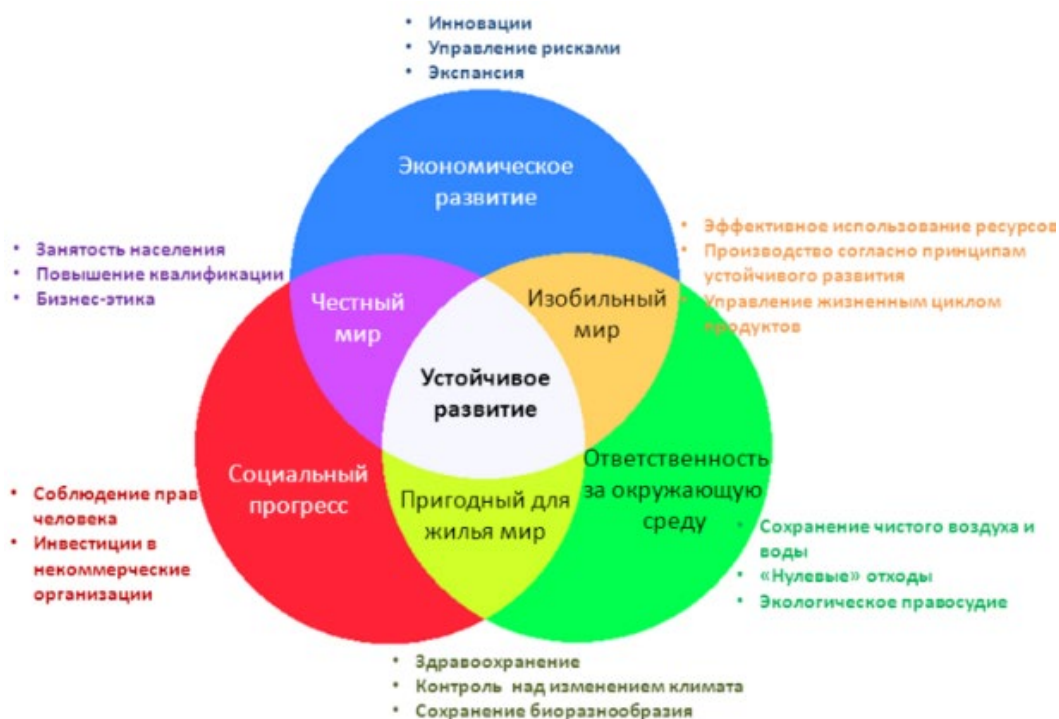 • Инновации
• Управление рисками
• Экспансия
Экономическое
развитие
• Занятость населения
• Повышение квалификации
• Бизнес-этика
• Эффективное использование ресурсов
• Производство согласно принципам
устойчивого развития
• Управление жизненным циклом
продуктов
Честный
мир
Изобильный
мир
Устойчивое
развитие
Социальный
прогресс
Пригодный для
жилья мир
Ответственность
за окружающую
среду
• Соблюдение прав
человека
• Инвестиции в
некоммерческие
организации
• Сохранение чистого воздуха и
воды
• «Нулевые» отходы
• Экологическое правосудие
• Здравоохранение
• Контроль над изменением климата
• Сохранение биоразнообразия